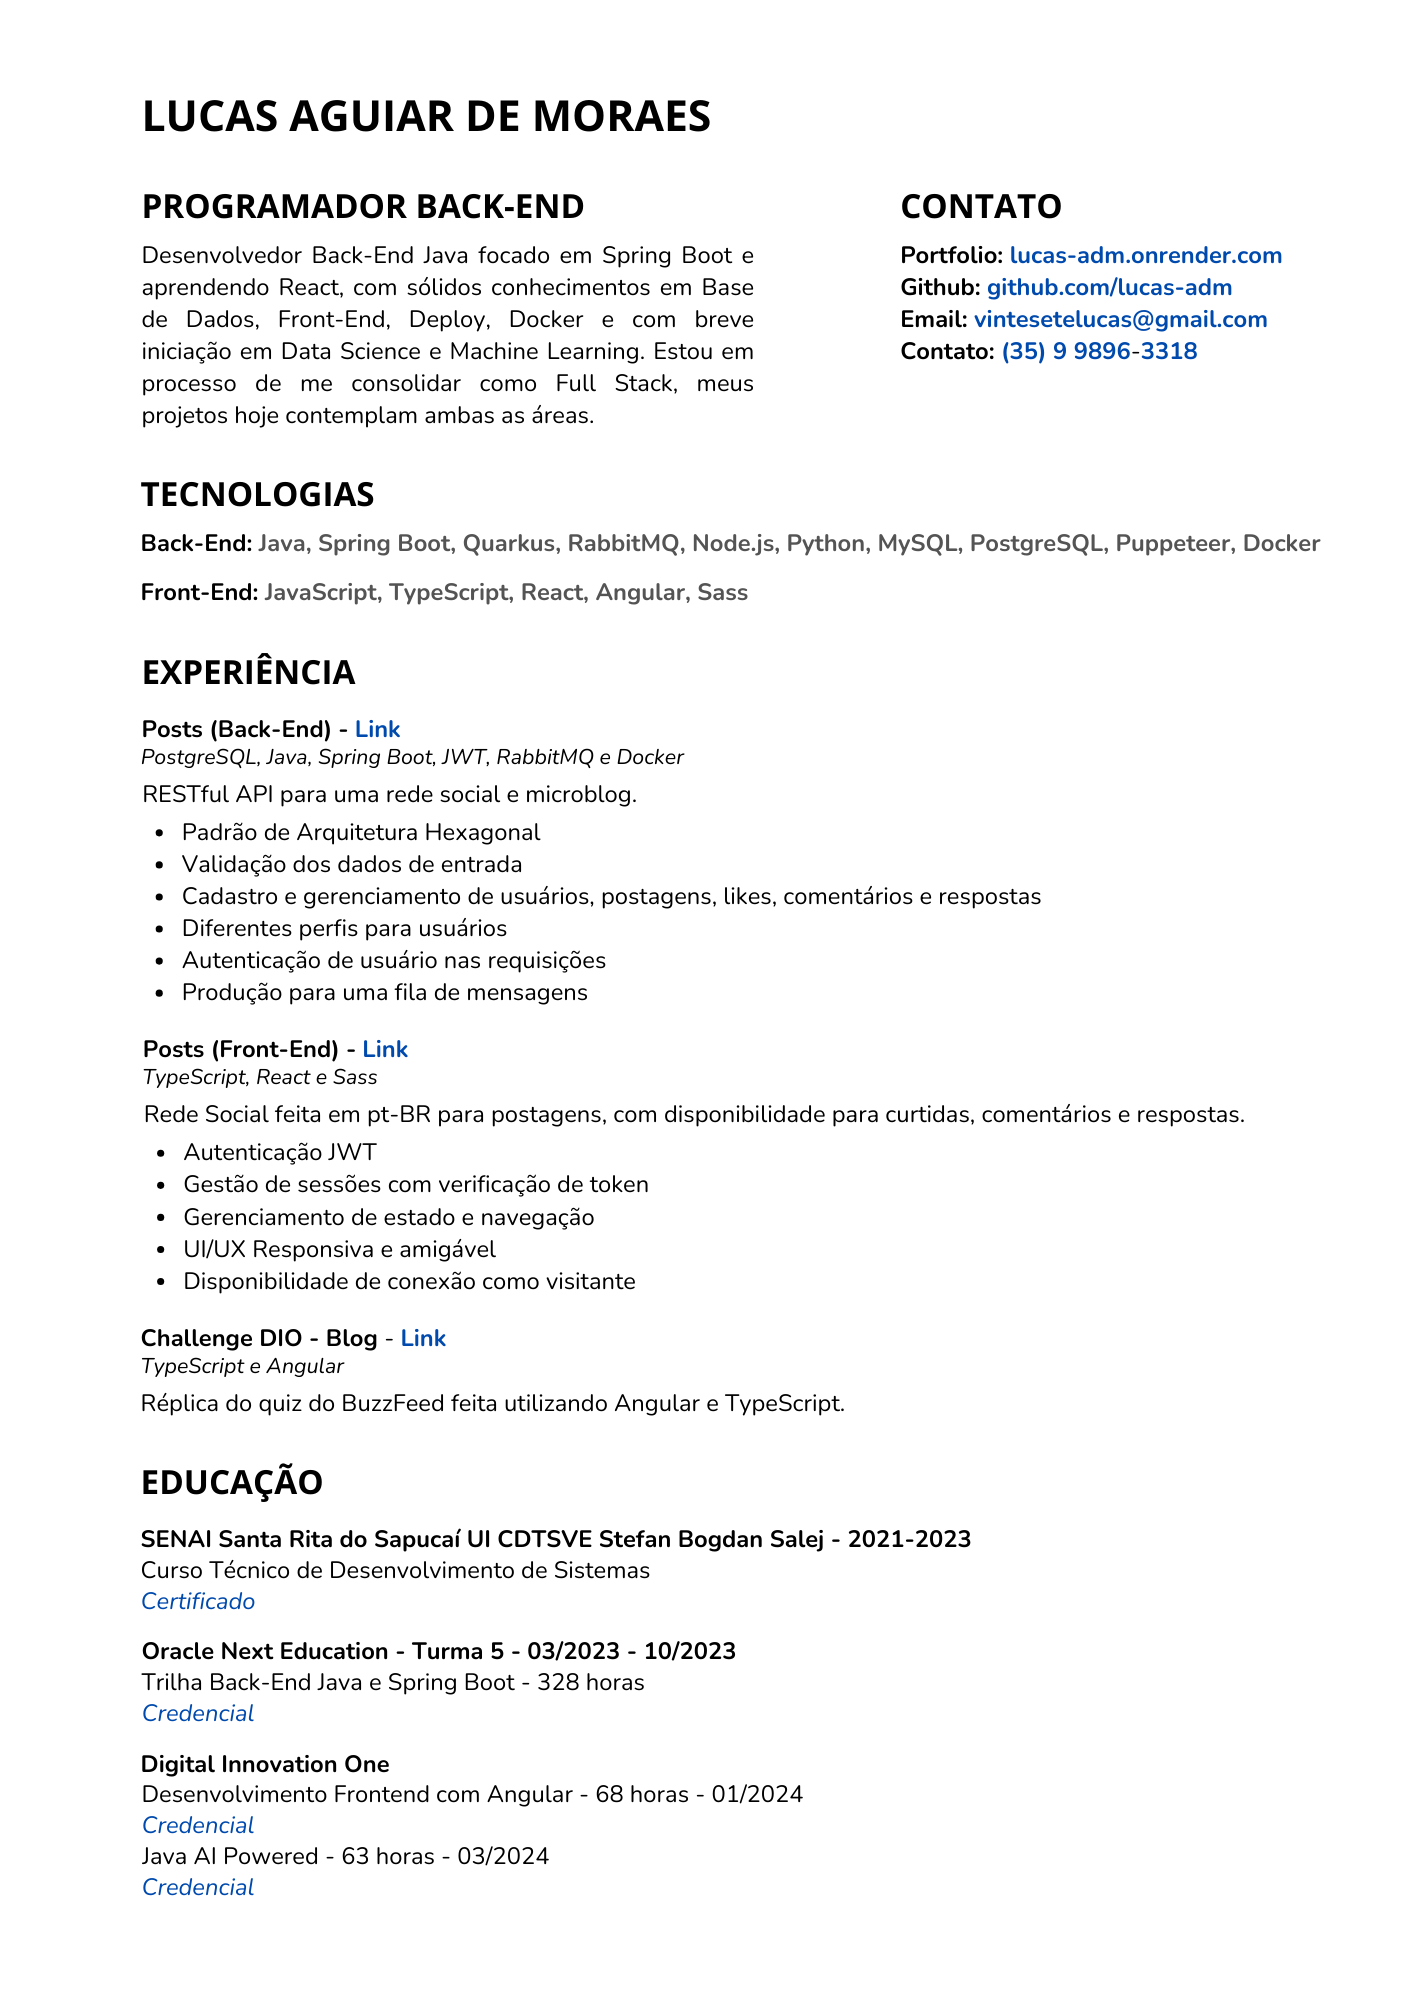 LUCAS AGUIAR DE MORAES
PROGRAMADOR BACK-END
Desenvolvedor Back-End Java focado em Spring Boot e
aprendendo React, com sólidos conhecimentos em Base
de Dados, Front-End, Deploy, Docker e com breve
iniciação em Data Science e Machine Learning. Estou em
processo de me consolidar como Full Stack, meus
projetos hoje contemplam ambas as áreas.
CONTATO
Portfolio: lucas-adm.onrender.com
Github: github.com/lucas-adm
Email: vintesetelucas@gmail.com
Contato: (35) 9 9896-3318
TECNOLOGIAS
Back-End: Java, Spring Boot, Quarkus, RabbitMQ, Node.js, Python, MySQL, PostgreSQL, Puppeteer, Docker
Front-End: JavaScript, TypeScript, React, Angular, Sass
EXPERIÊNCIA
Posts (Back-End) - Link
PostgreSQL, Java, Spring Boot, JWT, RabbitMQ e Docker
RESTful API para uma rede social e microblog.
• Padrão de Arquitetura Hexagonal
• Validação dos dados de entrada
• Cadastro e gerenciamento de usuários, postagens, likes, comentários e respostas
• Diferentes perfis para usuários
• Autenticação de usuário nas requisições
• Produção para uma fila de mensagens
Posts (Front-End) - Link
TypeScript, React e Sass
Rede Social feita em pt-BR para postagens, com disponibilidade para curtidas, comentários e respostas.
• Autenticação JWT
• Gestão de sessões com verificação de token
• Gerenciamento de estado e navegação
• UI/UX Responsiva e amigável
• Disponibilidade de conexão como visitante
Challenge DIO - Blog - Link
TypeScript e Angular
Réplica do quiz do BuzzFeed feita utilizando Angular e TypeScript.
EDUCAÇÃO
SENAI Santa Rita do Sapucaí UI CDTSVE Stefan Bogdan Salej - 2021-2023
Curso Técnico de Desenvolvimento de Sistemas
Certificado
Oracle Next Education - Turma 5 - 03/2023 - 10/2023
Trilha Back-End Java e Spring Boot - 328 horas
Credencial
Digital Innovation One
Desenvolvimento Frontend com Angular - 68 horas - 01/2024
Credencial
Java AI Powered - 63 horas - 03/2024
Credencial